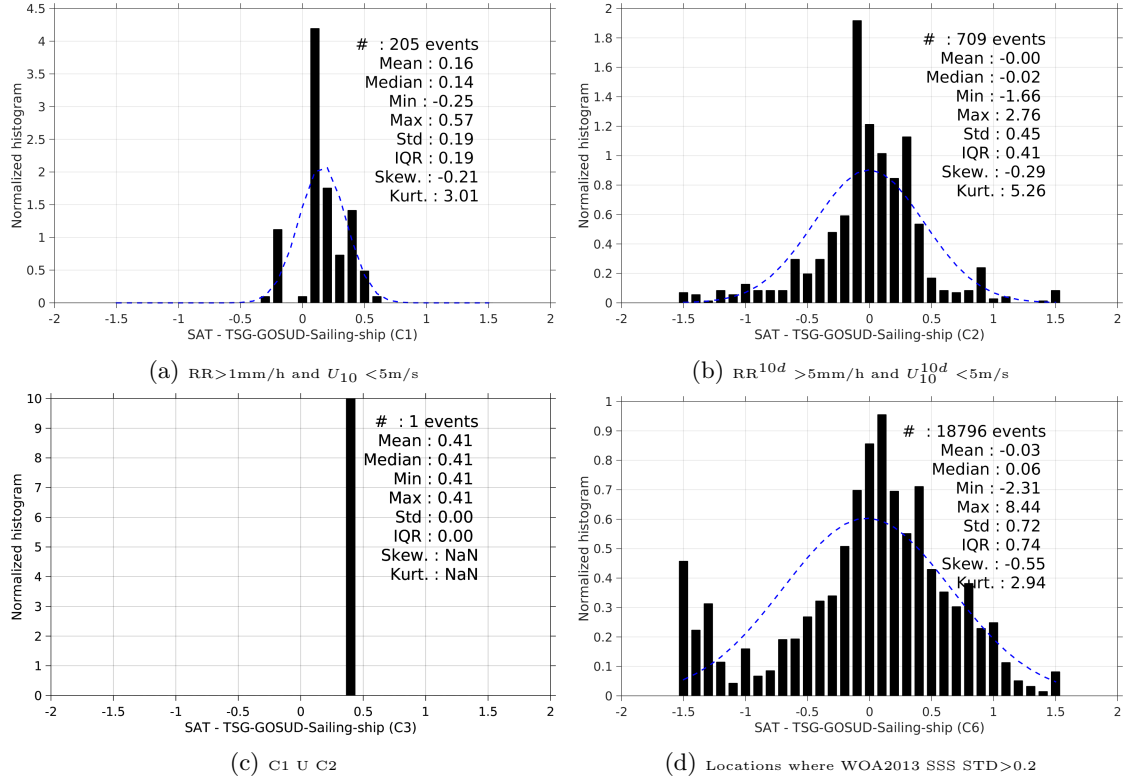 4.5
4
3.5
3
2.5
2
1.5
1
0.5
0
-2 -1.5 -1 -0.5 0 0.5 1 1.5 2
Normalized histogram
SAT - TSG-GOSUD-Sailing-ship (C1)
# : 205 events
Mean : 0.16
Median : 0.14
Min : -0.25
Max : 0.57
Std : 0.19
IQR : 0.19
Skew. : -0.21
Kurt. : 3.01
(a) RR>1mm/h and U10 <5m/s
2
1.8
1.6
1.4
1.2
1
0.8
0.6
0.4
0.2
0
-2 -1.5 -1 -0.5 0 0.5 1 1.5 2
Normalized histogram
SAT - TSG-GOSUD-Sailing-ship (C2)
# : 709 events
Mean : -0.00
Median : -0.02
Min : -1.66
Max : 2.76
Std : 0.45
IQR : 0.41
Skew. : -0.29
Kurt. : 5.26
(b) RR10d >5mm/h and U10 10d <5m/s
10
9
8
7
6
5
4
3
2
1
0
-2 -1.5 -1 -0.5 0 0.5 1 1.5 2
Normalized histogram
SAT - TSG-GOSUD-Sailing-ship (C3)
# : 1 events
Mean : 0.41
Median : 0.41
Min : 0.41
Max : 0.41
Std : 0.00
IQR : 0.00
Skew. : NaN
Kurt. : NaN
(c) C1 U C2
1
0.9
0.8
0.7
0.6
0.5
0.4
0.3
0.2
0.1
0
-2 -1.5 -1 -0.5 0 0.5 1 1.5 2
Normalized histogram
SAT - TSG-GOSUD-Sailing-ship (C6)
# : 18796 events
Mean : -0.03
Median : 0.06
Min : -2.31
Max : 8.44
Std : 0.72
IQR : 0.74
Skew. : -0.55
Kurt. : 2.94
(d) Locations where WOA2013 SSS STD>0.2